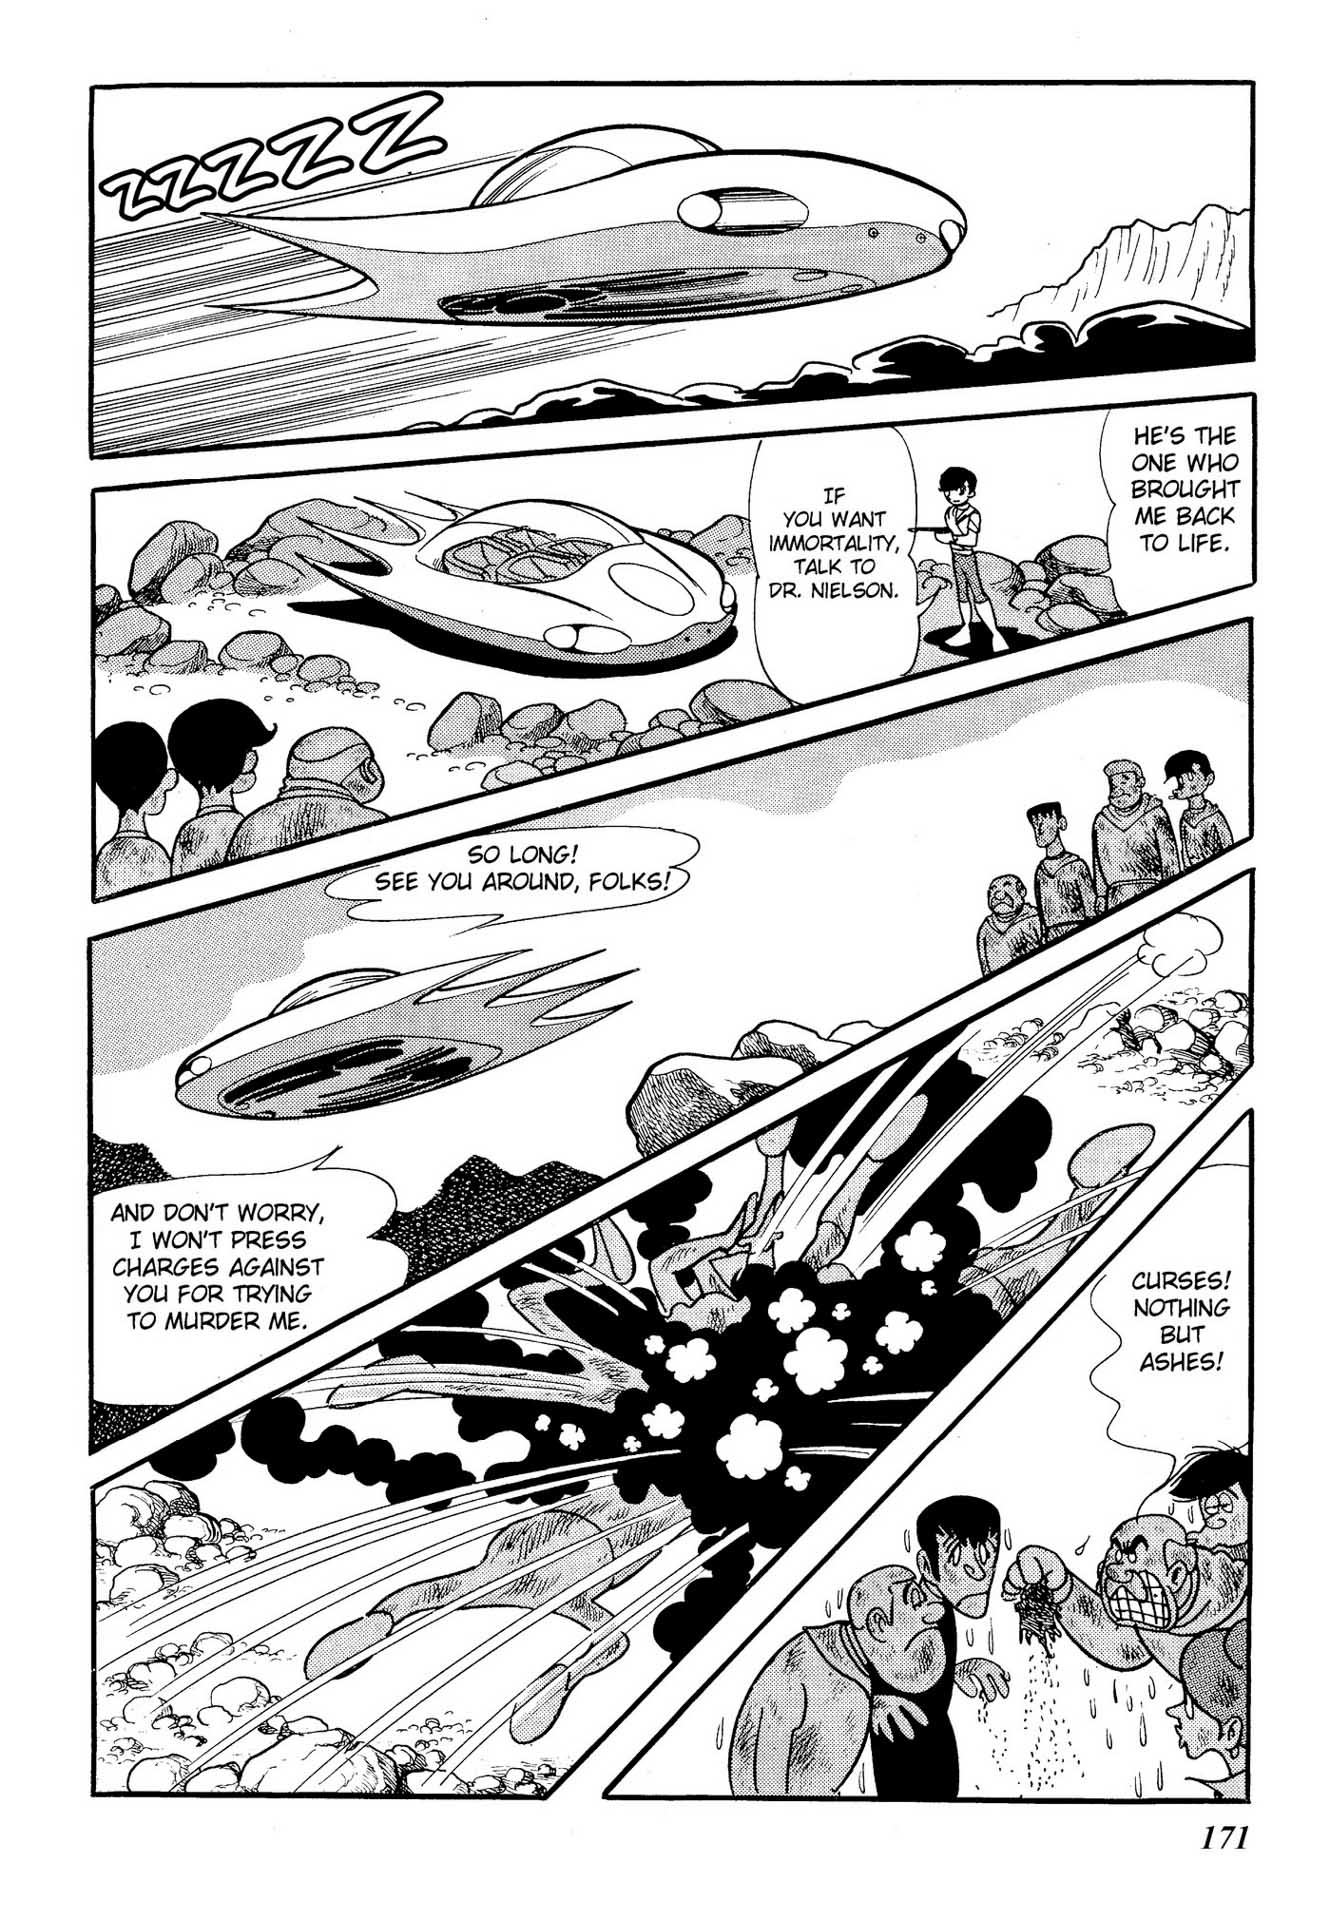 ZZZZZ
HE'S THE
ONE WHO
BROUGHT
ME BACK
TO LIFE.
IF
YOU WANT
IMMORTALITY,
TALK TO
DR. NIELSON.
SO LONG!
SEE YOU AROUND, FOLKS!
AND DON'T WORRY,
I WON'T PRESS
CHARGES AGAINST
YOU FOR TRYING
TO MURDER ME.
CURSES!
NOTHING
BUT
ASHES!
171